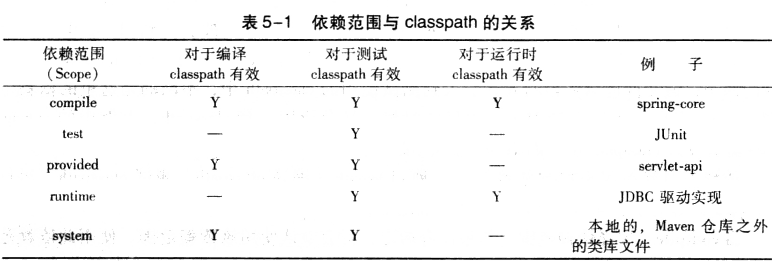 表5-1 依赖范围与 classpath 的关系
依赖范围 对于编译 对于测试 对于运行时 例 子
(Scope) classpath 有效 classpath 有效 classpath 有效
compile Y Y Y spring-core
test — Y — JUnit
provided Y Y — servlet-api
runtime — Y Y JDBC 驱动实现
system Y Y — 本地的，Maven 仓库之外
的类库文件